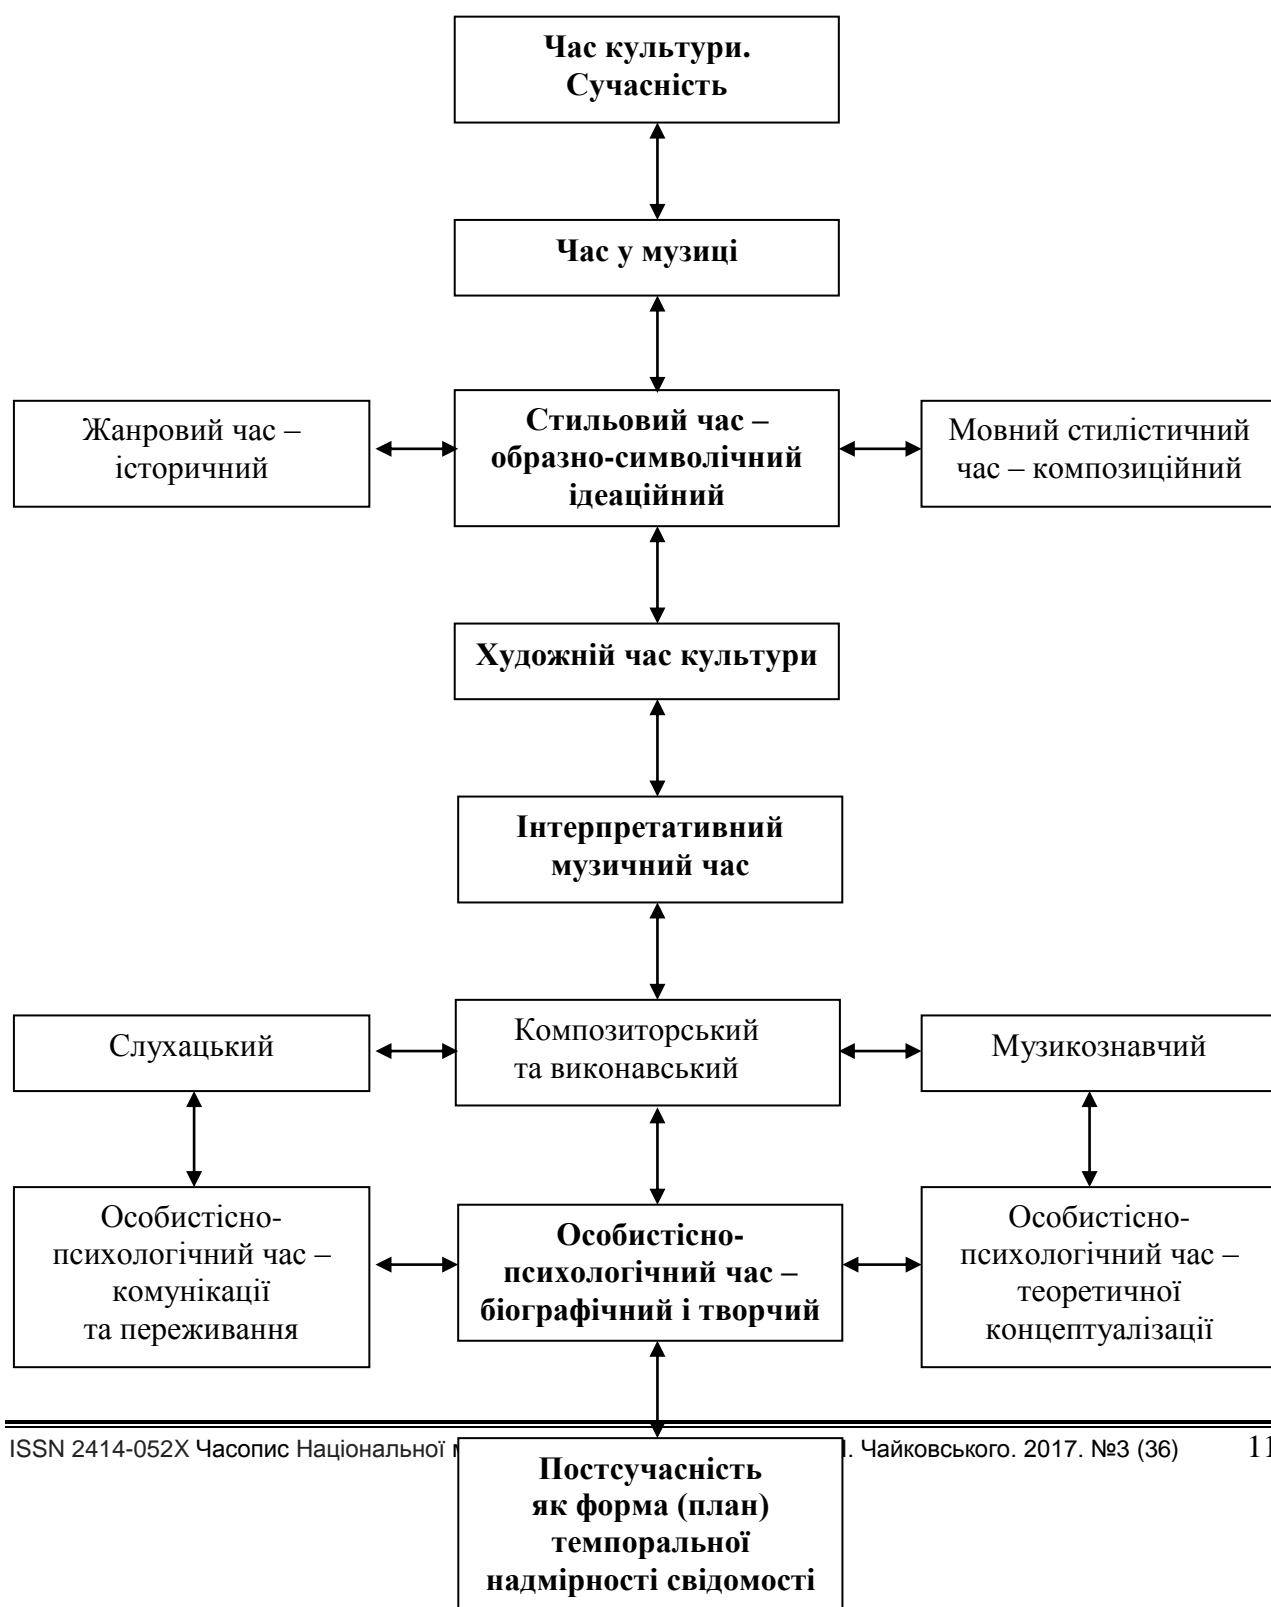 Час культури.
Сучасність
Час у музиці
Жанровий час –
історичний
Стильовий час –
образно-символічний
ідеаційний
Мовний стилістичний
час – композиційний
Художній час культури
Інтерпретативний
музичний час
Слухацький
Композиторський
та виконавський
Музикознавчий
Особистісно-
психологічний час –
комунікації
та переживання
Особистісно-
психологічний час –
біографічний і творчий
Особистісно-
психологічний час –
теоретичної
концептуалізації
ISSN 2414-052X Часопис Національної Чайковського. 2017. №3 (36) 11
Постсучасність
як форма (план)
темпоральної
надмірності свідомості